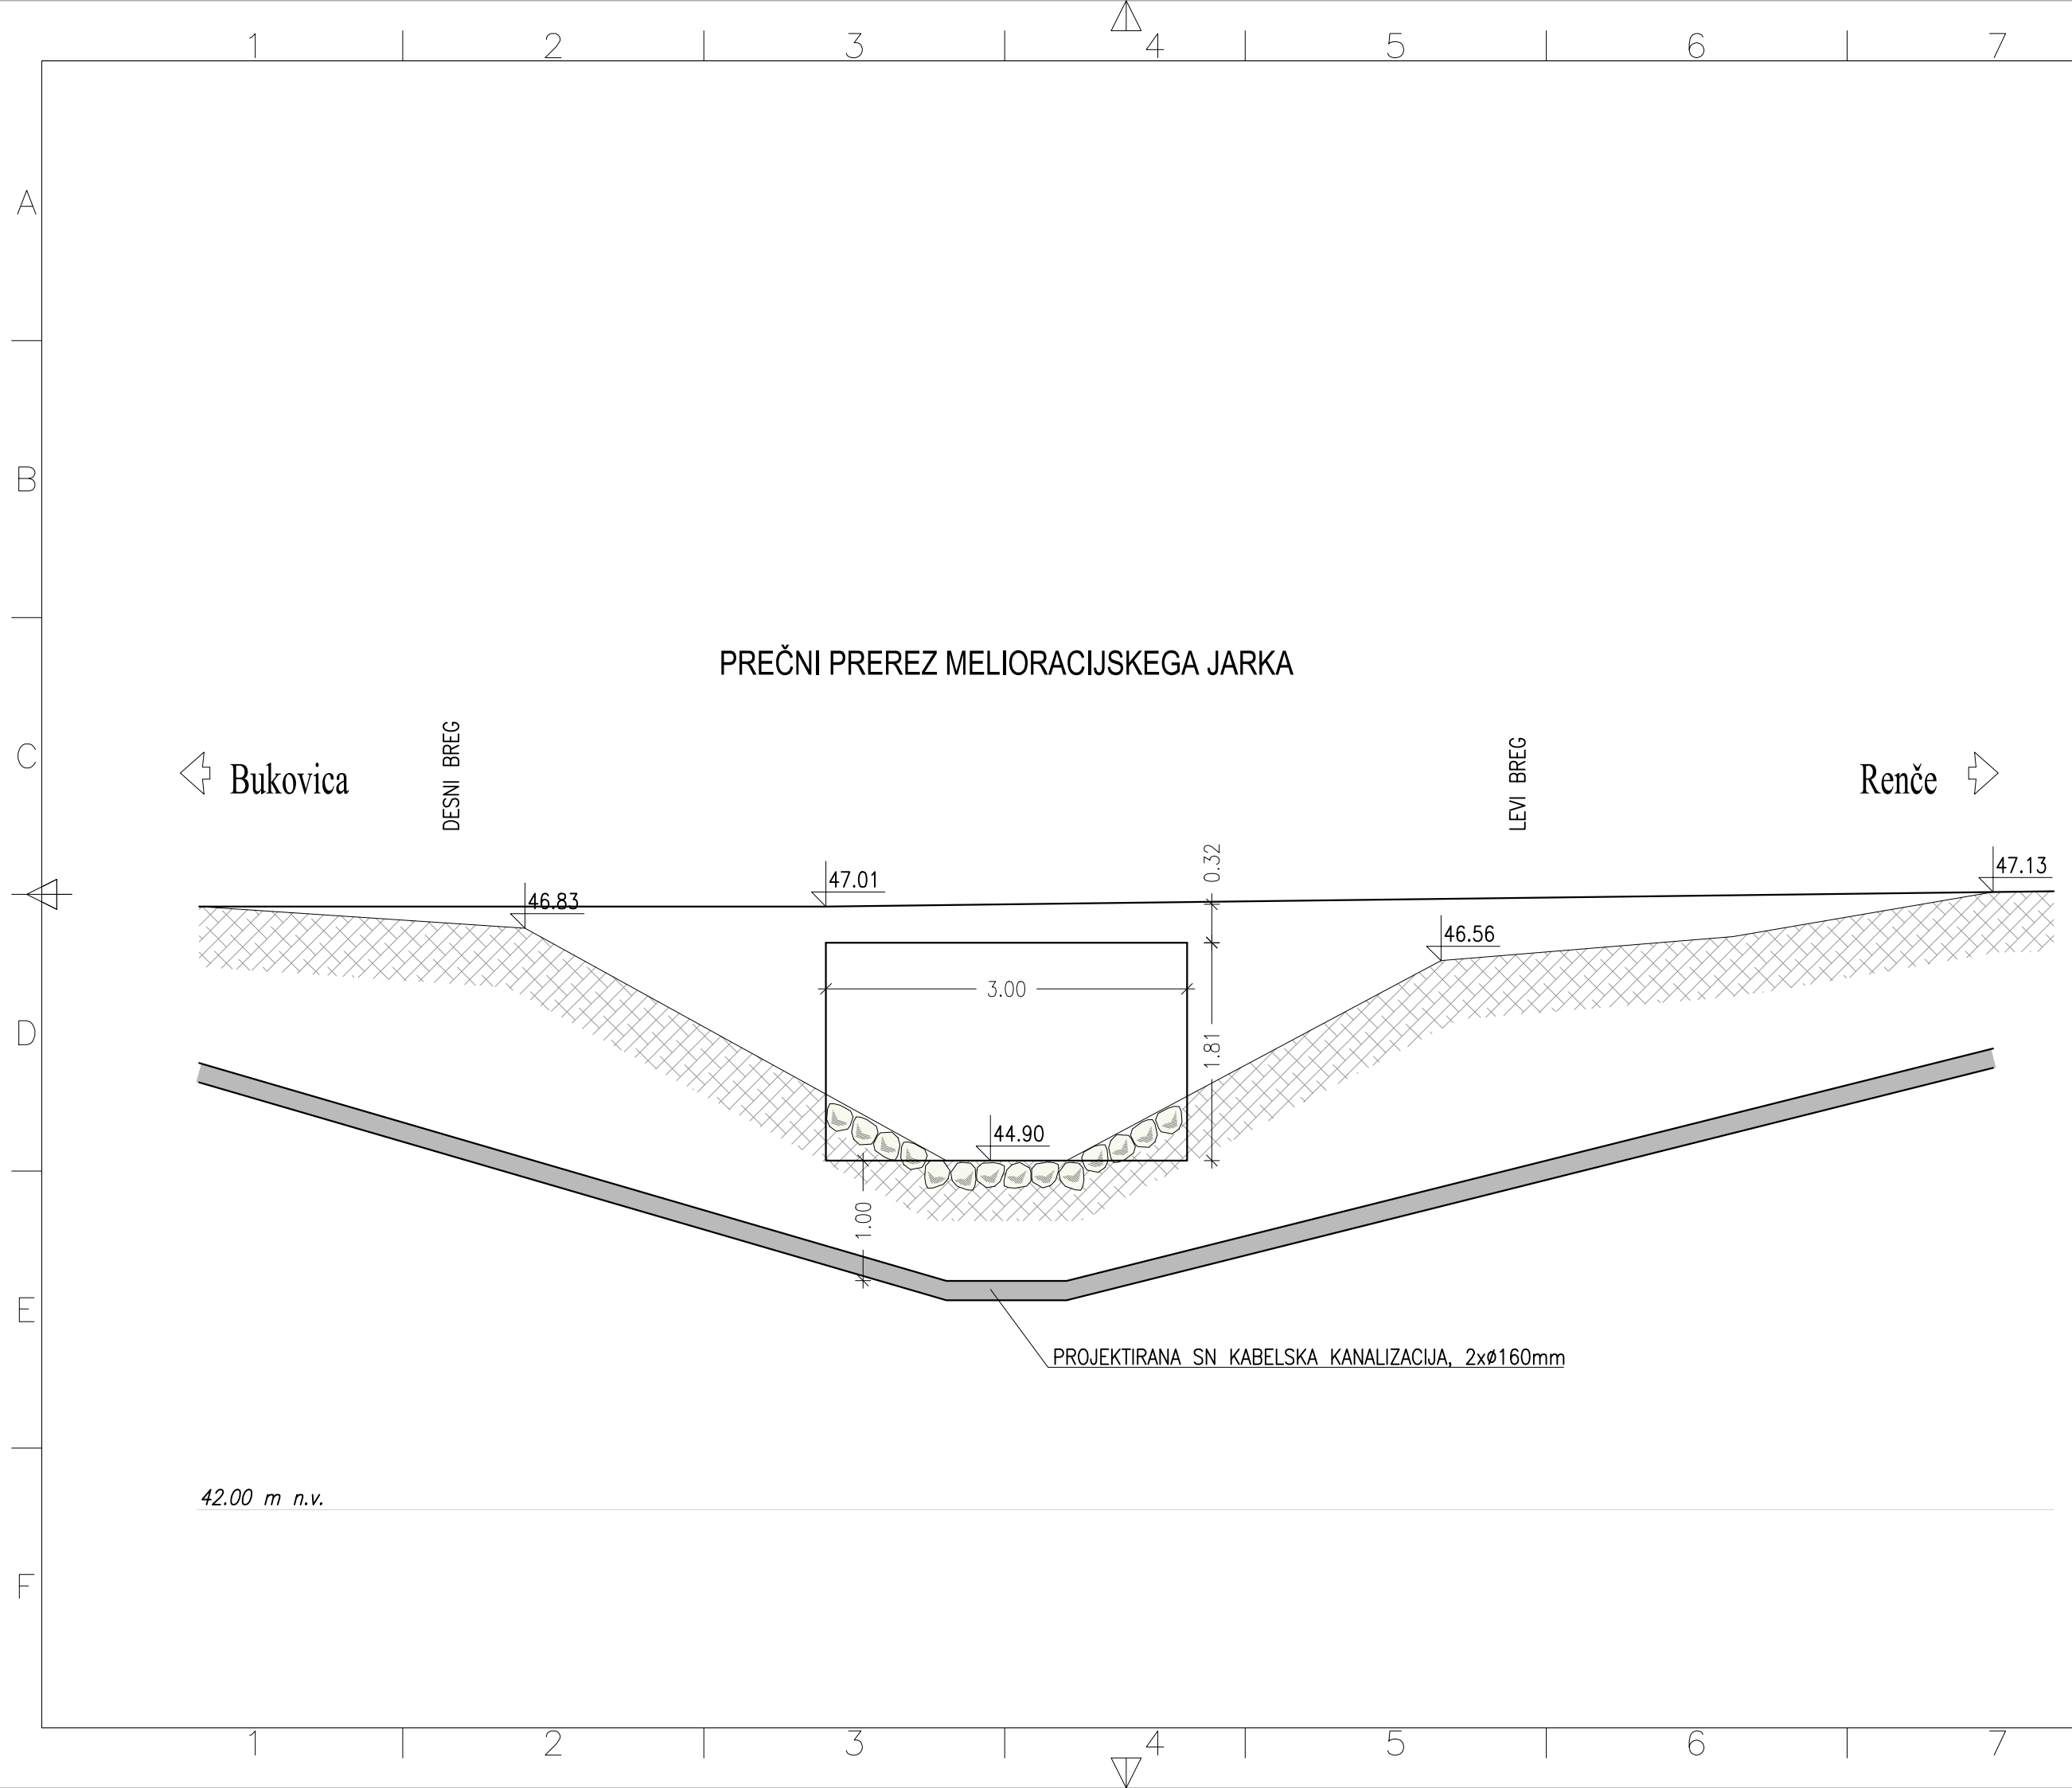 1 2 3 4 5 6 7
A
B
PREČNI PREREZ MELIORACIJSKEGA JARKA
C
DESNI BREG
LEVI BREG
Bukovica
Renče
0.32
47.01
47.13
46.83
46.56
3.00
D
1.81
44.90
1.00
E
PROJEKTIRANA SN KABELSKA KANALIZACIJA, 2xø160mm
42.00 m n.v.
F
1 2 3 4 5 6 7